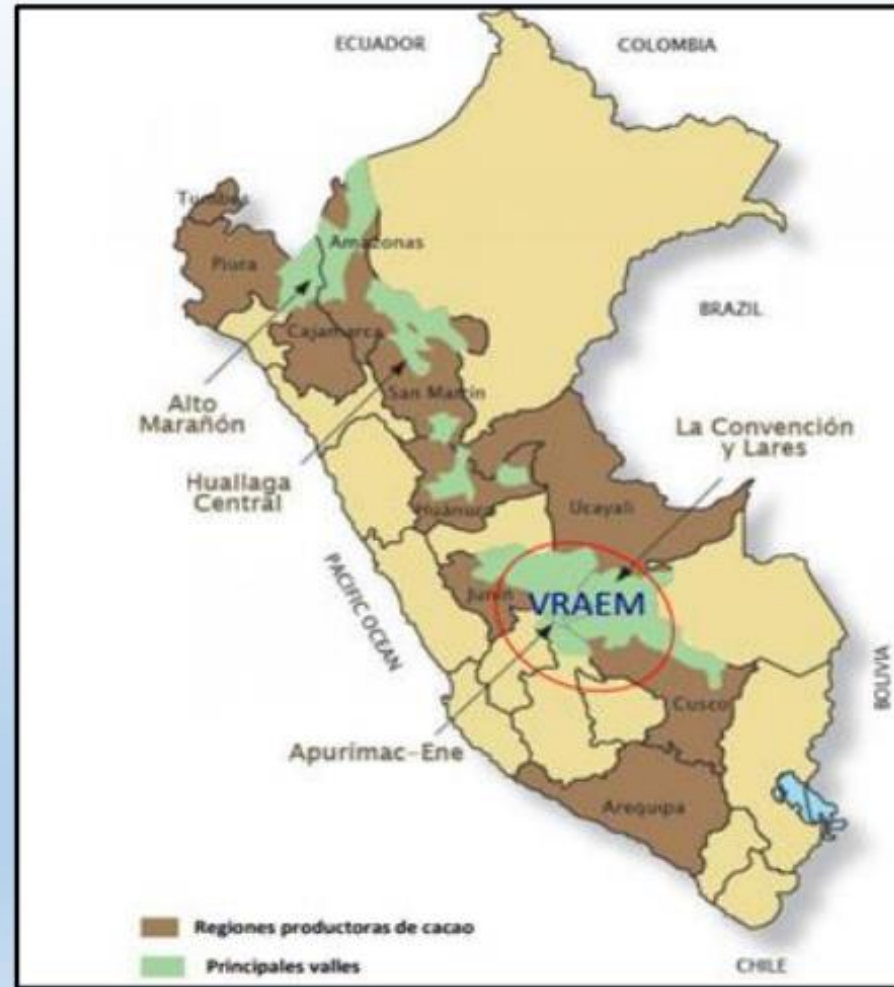 ECUADOR
COLOMBIA
Tumbes
Piura
Amazonas
BRAZIL
Cajamarca
San Martín
Alto
Marañón
La Convención
y Lares
Huallaga
Central
Huánuco
Ucayali
PACIFIC OCEAN
Junín
VRAEM
BOLIVIA
Cusco
Apurimac-Ene
Arequipa
Regiones productoras de cacao
Principales valles
CHILE